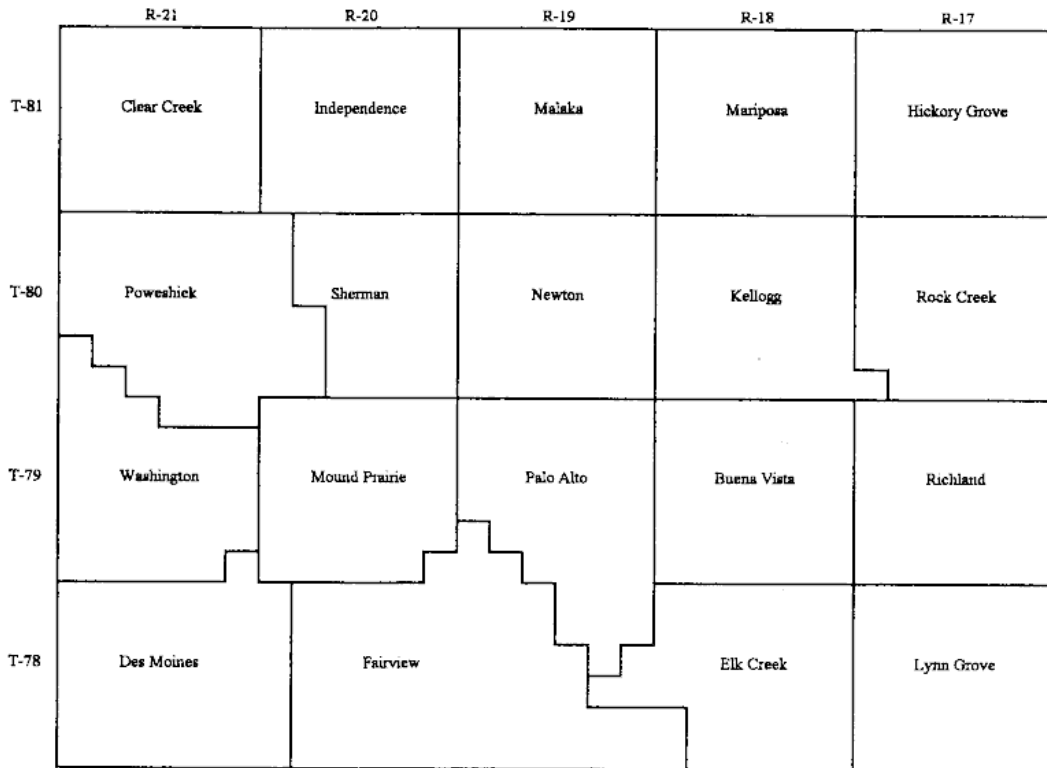 R-21 R-20 R-19 R-18 R-17
T-81 Clear Creek Independence Malaka Mariposa Hickory Grove
T-80 Poweshick Sherman Newton Kellogg Rock Creek
T-79 Washington Mound Prairie Palo Alto Buena Vista Richland
T-78 Des Moines Fairview Elk Creek Lynn Grove